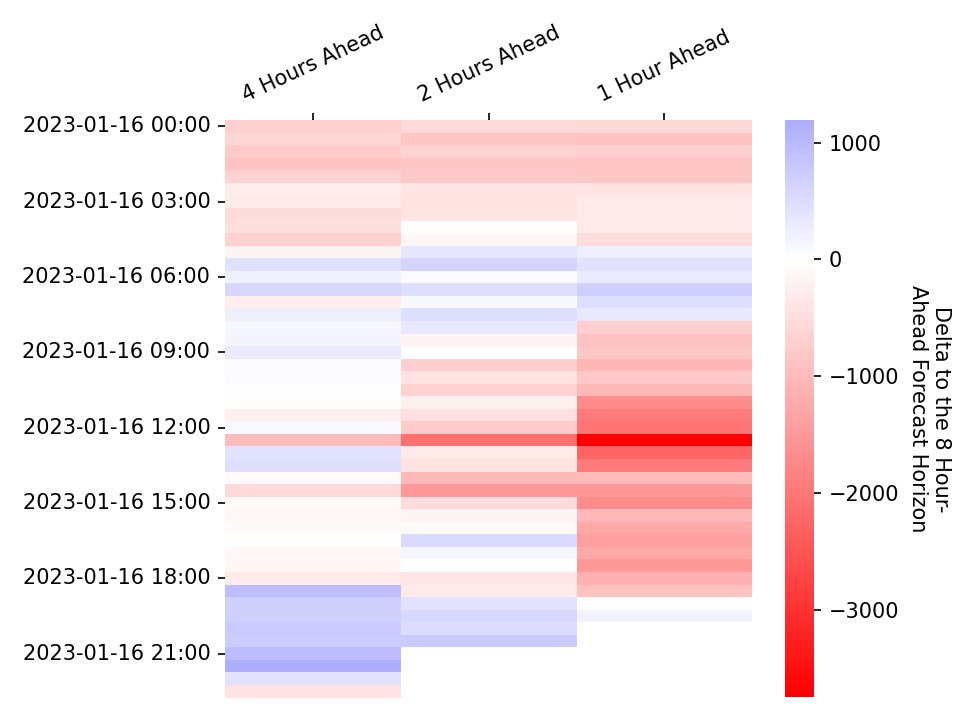 4 Hours Ahead
2 Hours Ahead
1 Hour Ahead
2023-01-16 00:00
2023-01-16 03:00
2023-01-16 06:00
2023-01-16 09:00
2023-01-16 12:00
2023-01-16 15:00
2023-01-16 18:00
2023-01-16 21:00
1000
0
−1000
−2000
−3000
Delta to the 8 Hour-
Ahead Forecast Horizon